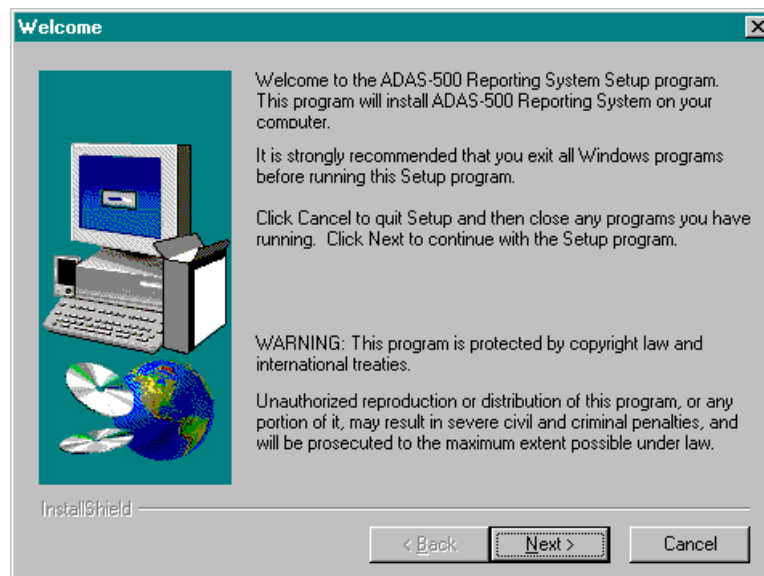 Welcome
Welcome to the ADAS-500 Reporting System Setup program.
This program will install ADAS-500 Reporting System on your
computer.
It is strongly recommended that you exit all Windows programs
before running this Setup program.
Click Cancel to quit Setup and then close any programs you have
running.  Click Next to continue with the Setup program.
WARNING: This program is protected by copyright law and
international treaties.
Unauthorized reproduction or distribution of this program, or any
portion of it, may result in severe civil and criminal penalties, and
will be prosecuted to the maximum extent possible under law.
InstallShield
< Back
Next >
Cancel